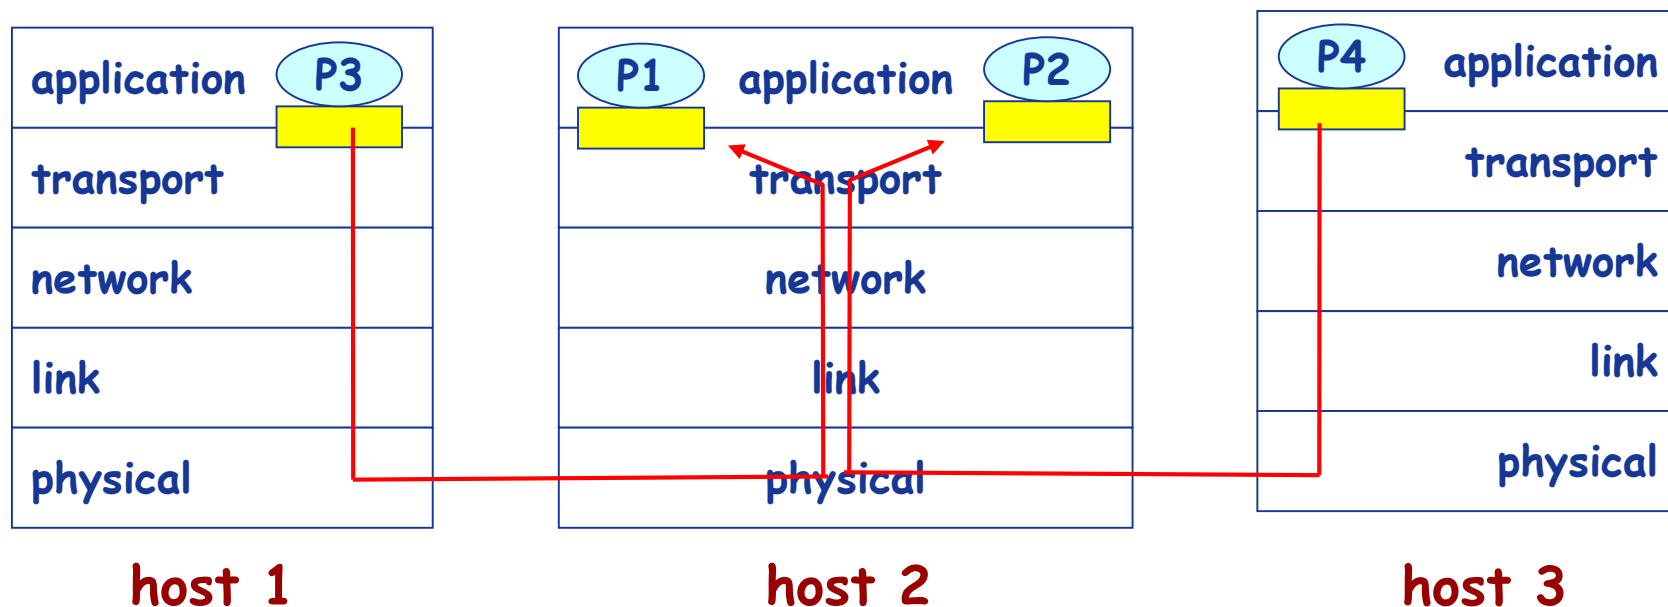 application P3
transport
network
link
physical
host 1
P1 application P2
transport
network
link
physical
host 2
P4 application
transport
network
link
physical
host 3